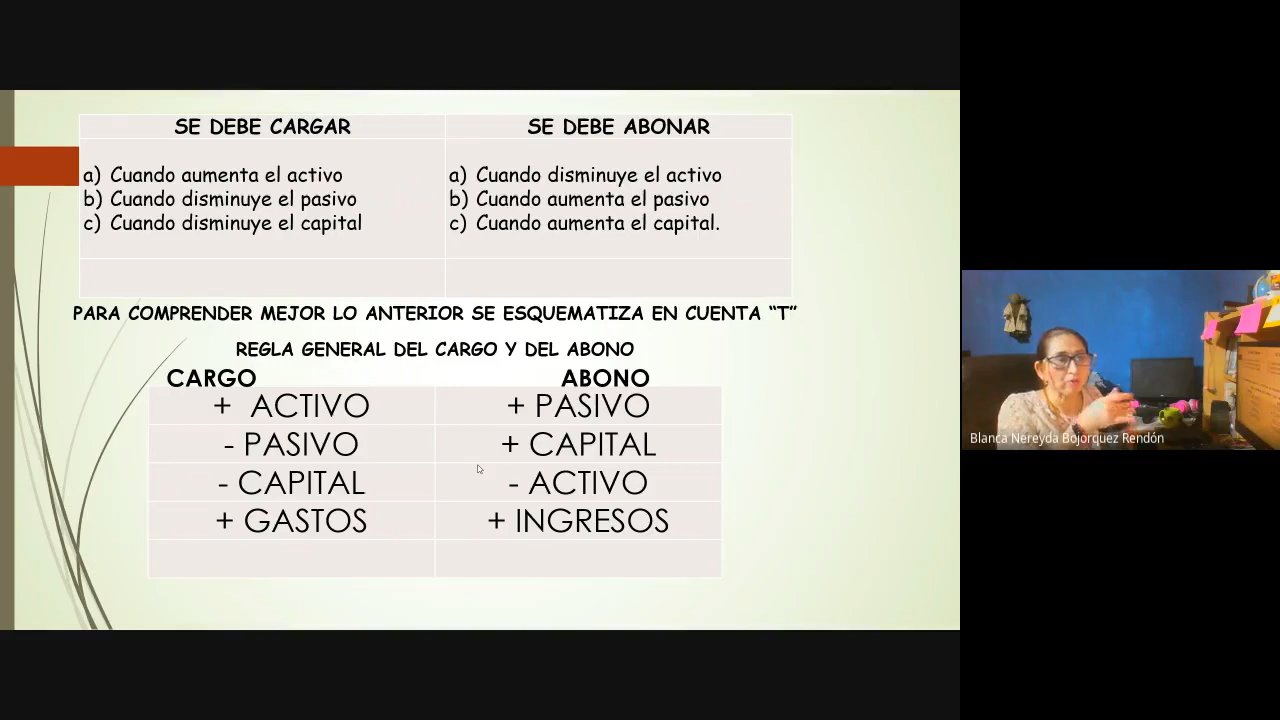 SE DEBE CARGAR
SE DEBE ABONAR
a) Cuando aumenta el activo
b) Cuando disminuye el pasivo
c) Cuando disminuye el capital
a) Cuando disminuye el activo
b) Cuando aumenta el pasivo
c) Cuando aumenta el capital.
PARA COMPRENDER MEJOR LO ANTERIOR SE ESQUEMATIZA EN CUENTA “T”
REGLA GENERAL DEL CARGO Y DEL ABONO
CARGO
ABONO
+ ACTIVO
+ PASIVO
- PASIVO
+ CAPITAL
- CAPITAL
- ACTIVO
+ GASTOS
+ INGRESOS
Blanca Nereyda Bojorquez Rendón